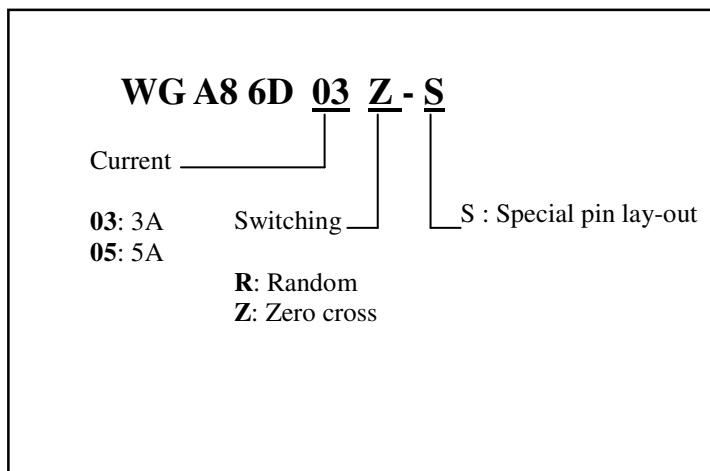 WG A8 6D 03 Z - S
Current
03: 3A
05: 5A
Switching
R: Random
Z: Zero cross
S : Special pin lay-out